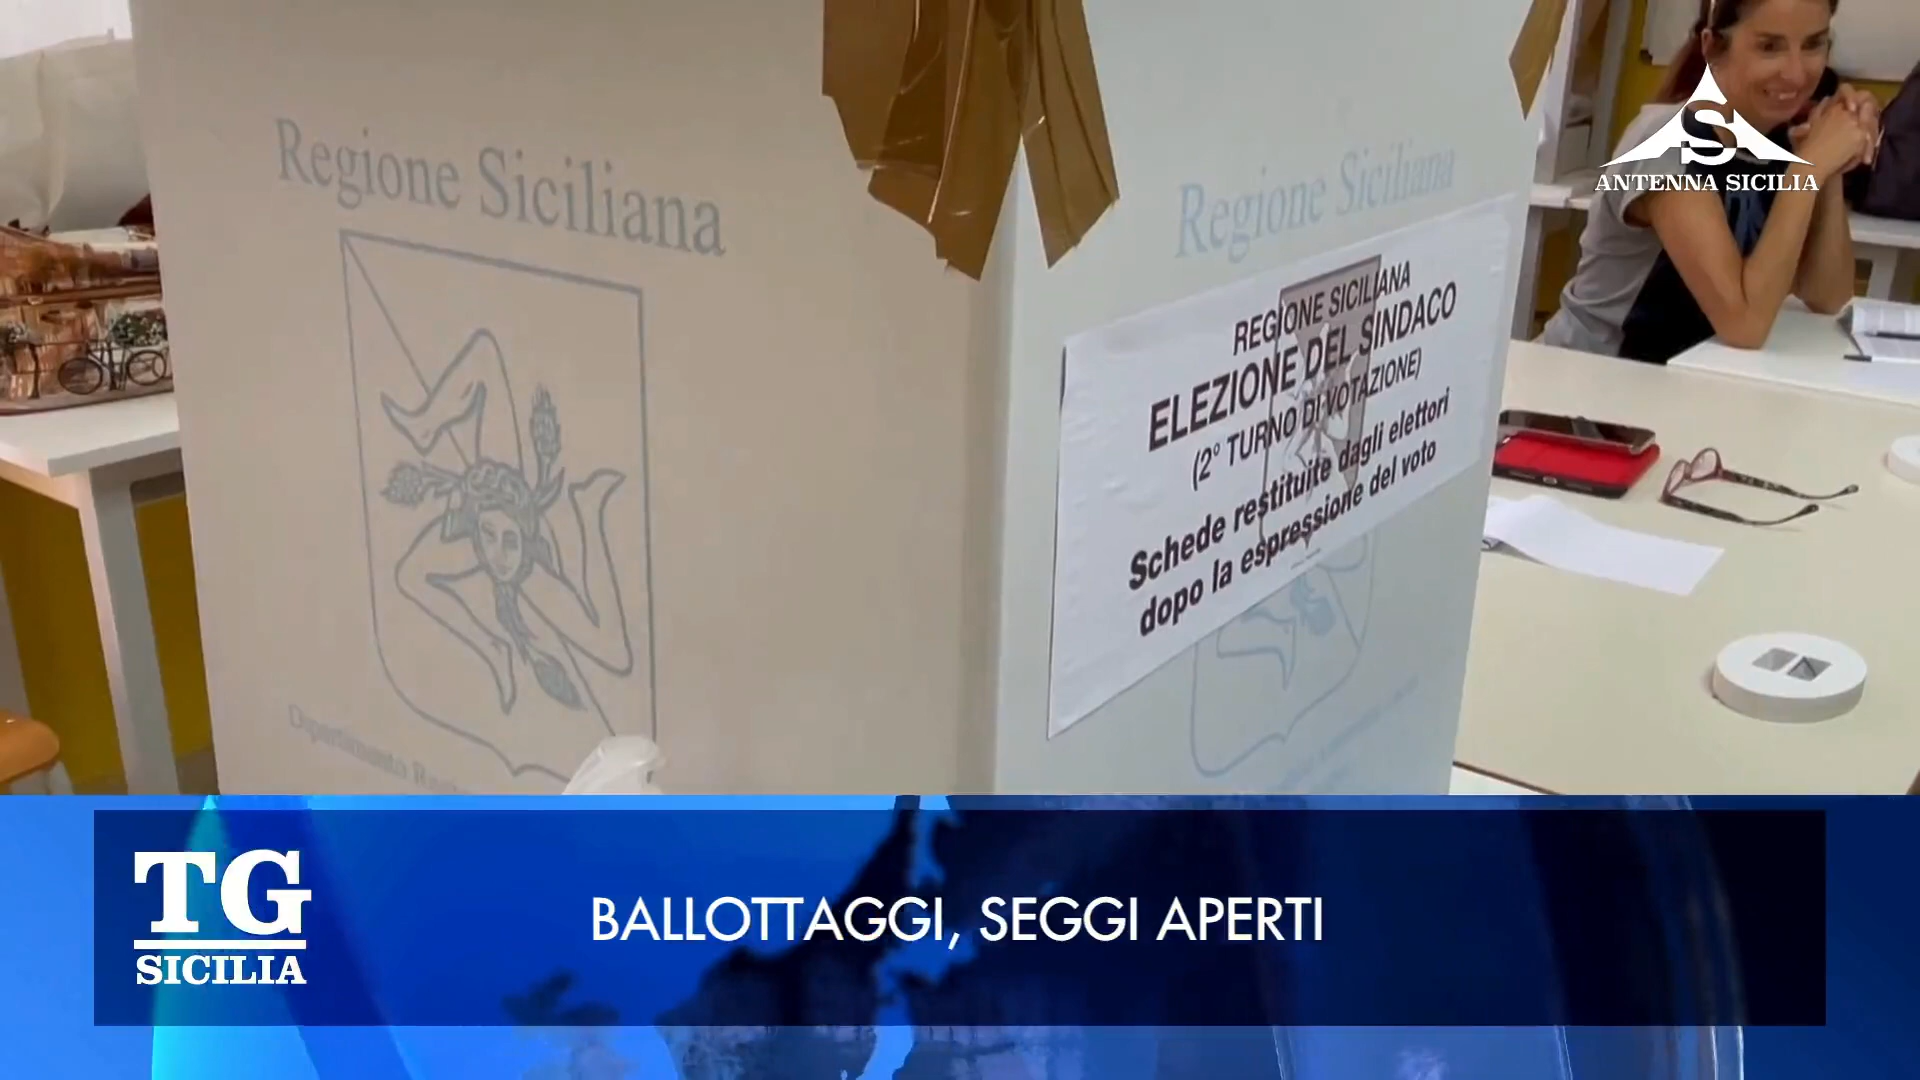 Regione Siciliana
Regione Siciliana
REGIONE SICILIANA
ELEZIONE DEL SINDACO
(2° TURNO DI VOTAZIONE)
Schede restituite dagli elettori
dopo la espressione del voto
Dipartimento
S
ANTENNA SICILIA
TG
SICILIA
BALLOTTAGGI, SEGGI APERTI